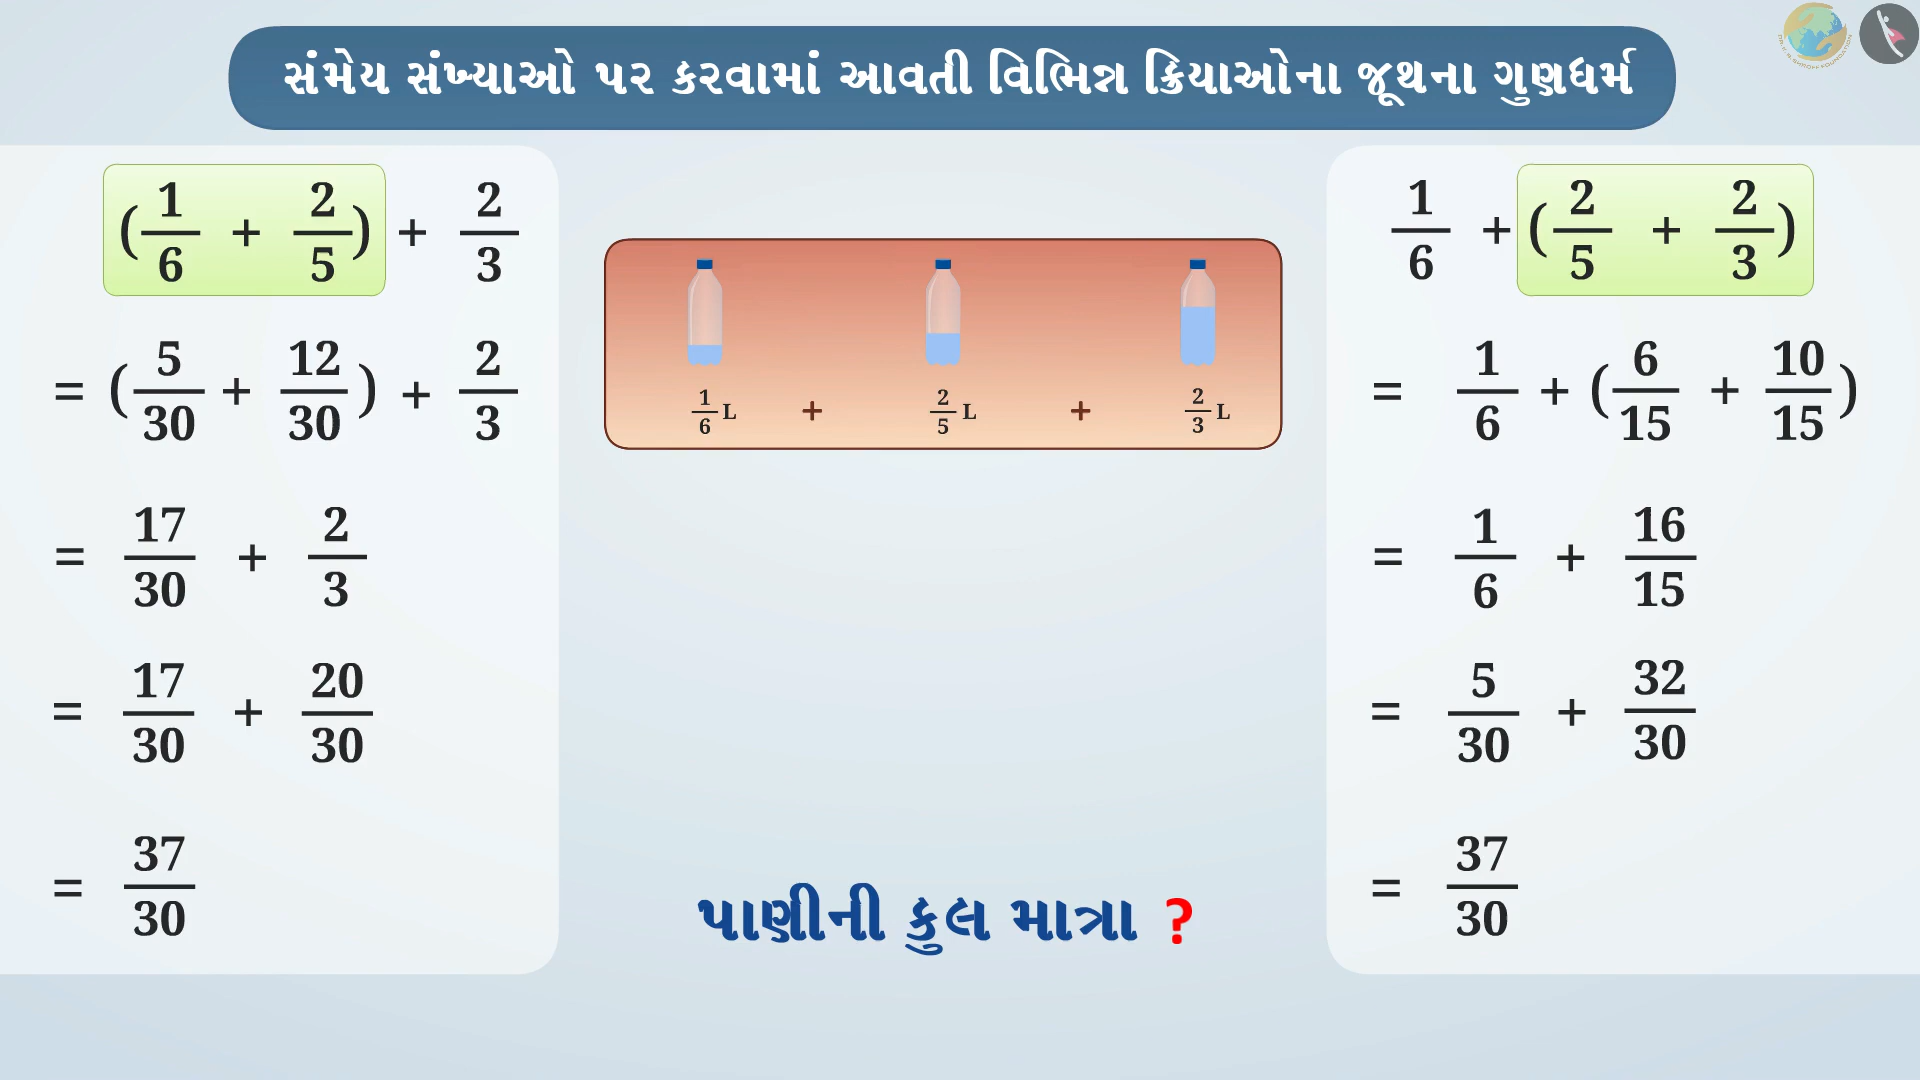 સંમેય સંખ્યાઓ પર કરવામાં આવતી વિભિન્ન ક્રિયાઓના જૂથના ગુણધર્મ
(1/6 + 2/5) + 2/3
= (5/30 + 12/30) + 2/3
= 17/30 + 2/3
= 17/30 + 20/30
= 37/30
1/6 L + 2/5 L + 2/3 L
પાણીની કુલ માત્રા ?
1/6 + (2/5 + 2/3)
= 1/6 + (6/15 + 10/15)
= 1/6 + 16/15
= 5/30 + 32/30
= 37/30